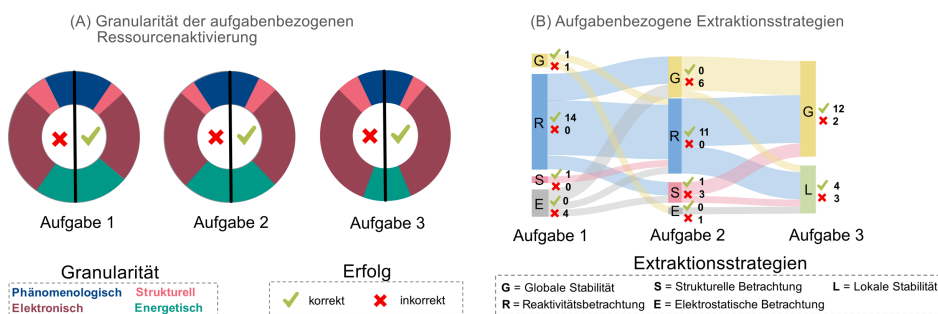 (A) Granularität der aufgabenbezogenen
Ressourcenaktivierung
Aufgabe 1
Aufgabe 2
Aufgabe 3
Granularität
Phänomenologisch
Strukturell
Elektronisch
Energetisch
Erfolg
korrekt
inkorrekt
(B) Aufgabenbezogene Extraktionsstrategien
G
1
1
R
14
0
S
1
0
E
0
4
G
0
6
R
11
0
S
1
3
E
0
1
G
12
2
L
4
3
Aufgabe 1
Aufgabe 2
Aufgabe 3
Extraktionsstrategien
G = Globale Stabilität
S = Strukturelle Betrachtung
L = Lokale Stabilität
R = Reaktivitätsbetrachtung
E = Elektrostatische Betrachtung